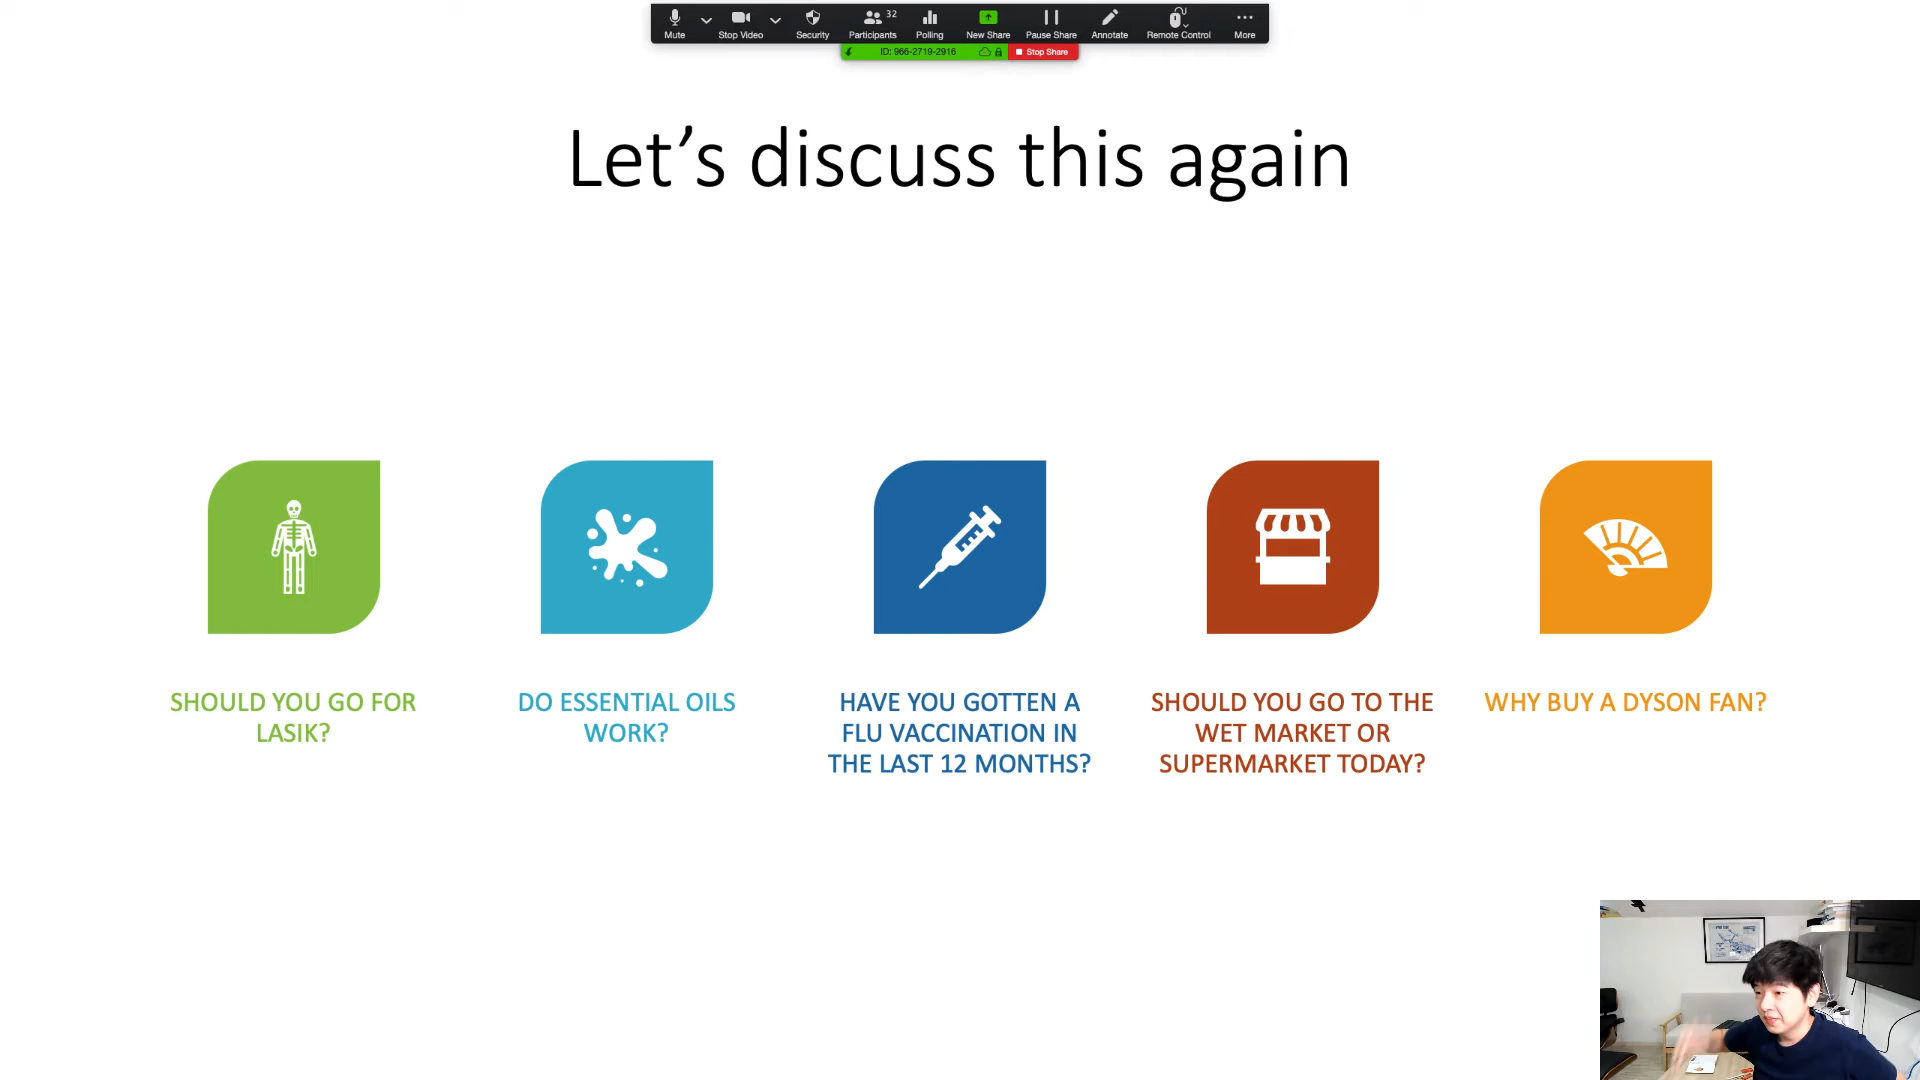 Mute
Stop Video
Security
Participants
32
Polling
New Share
Pause Share
Annotate
Remote Control
More
ID: 966-2719-2916
Stop Share
Let’s discuss this again
SHOULD YOU GO FOR
LASIK?
DO ESSENTIAL OILS
WORK?
HAVE YOU GOTTEN A
FLU VACCINATION IN
THE LAST 12 MONTHS?
SHOULD YOU GO TO THE
WET MARKET OR
SUPERMARKET TODAY?
WHY BUY A DYSON FAN?